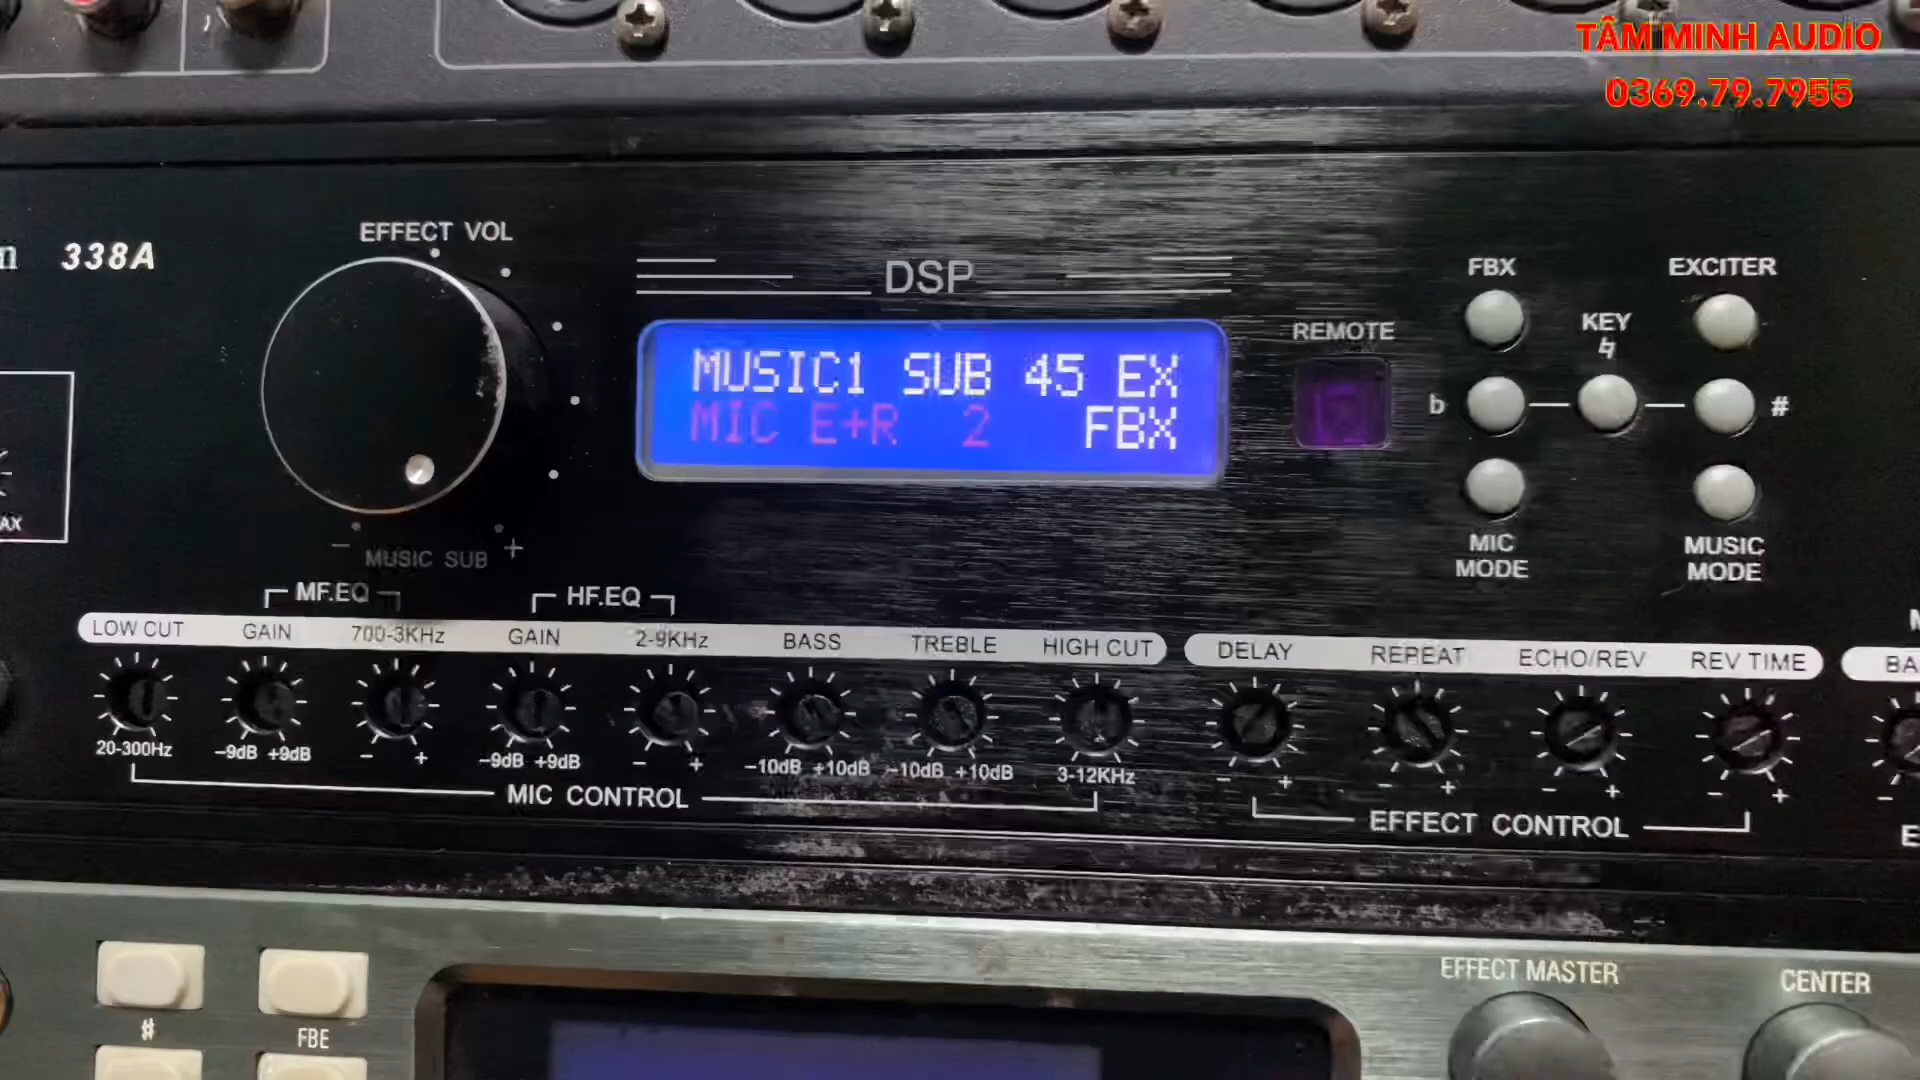 TÂM MINH AUDIO
0369.79.7955
338A
EFFECT VOL
DSP
FBX
EXCITER
REMOTE
KEY
MUSIC1 SUB 45 EX
MIC E+R 2 FBX
b
#
MIC MODE
MUSIC MODE
AX
− MUSIC SUB +
MF.EQ
HF.EQ
LOW CUT GAIN 700-3KHz GAIN 2-9KHz BASS TREBLE HIGH CUT
DELAY REPEAT ECHO/REV REV TIME
20-300Hz −9dB +9dB − + −9dB +9dB − + −10dB +10dB −10dB +10dB 3-12KHz
− + − + − + − + −
MIC CONTROL
EFFECT CONTROL
EFFECT MASTER
CENTER
#
FBE